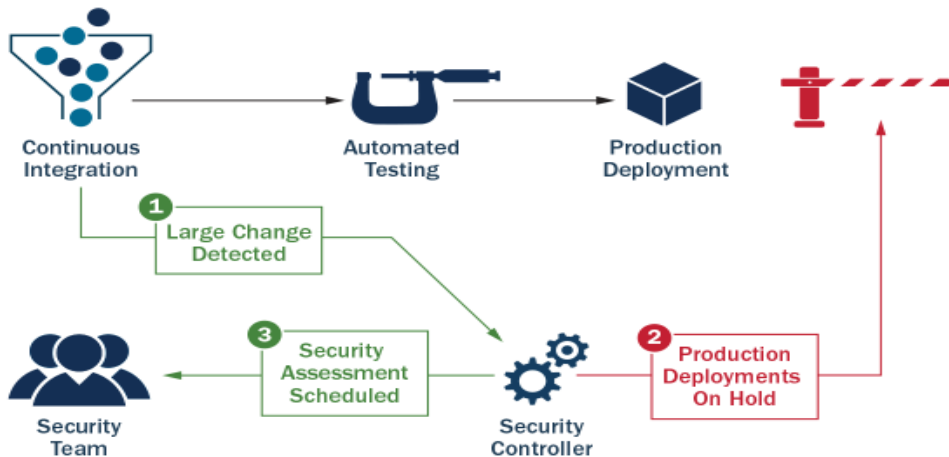 Continuous
Integration
Automated
Testing
Production
Deployment
1
Large Change
Detected
3
Security
Assessment
Scheduled
2
Production
Deployments
On Hold
Security
Team
Security
Controller